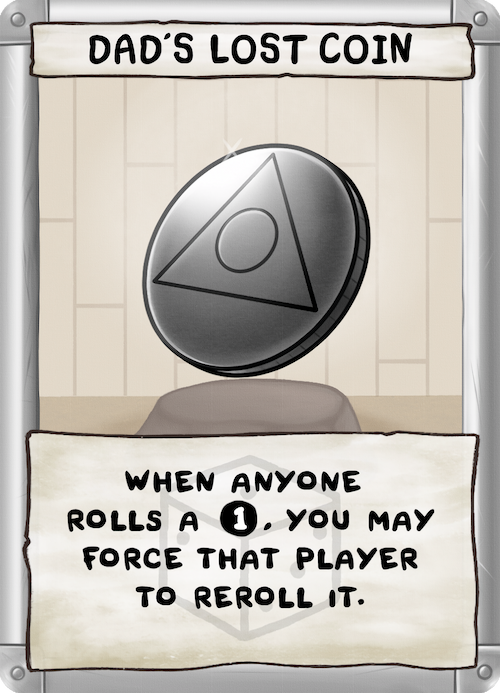 DAD'S LOST COIN
WHEN ANYONE
ROLLS A 1, YOU MAY
FORCE THAT PLAYER
TO REROLL IT.